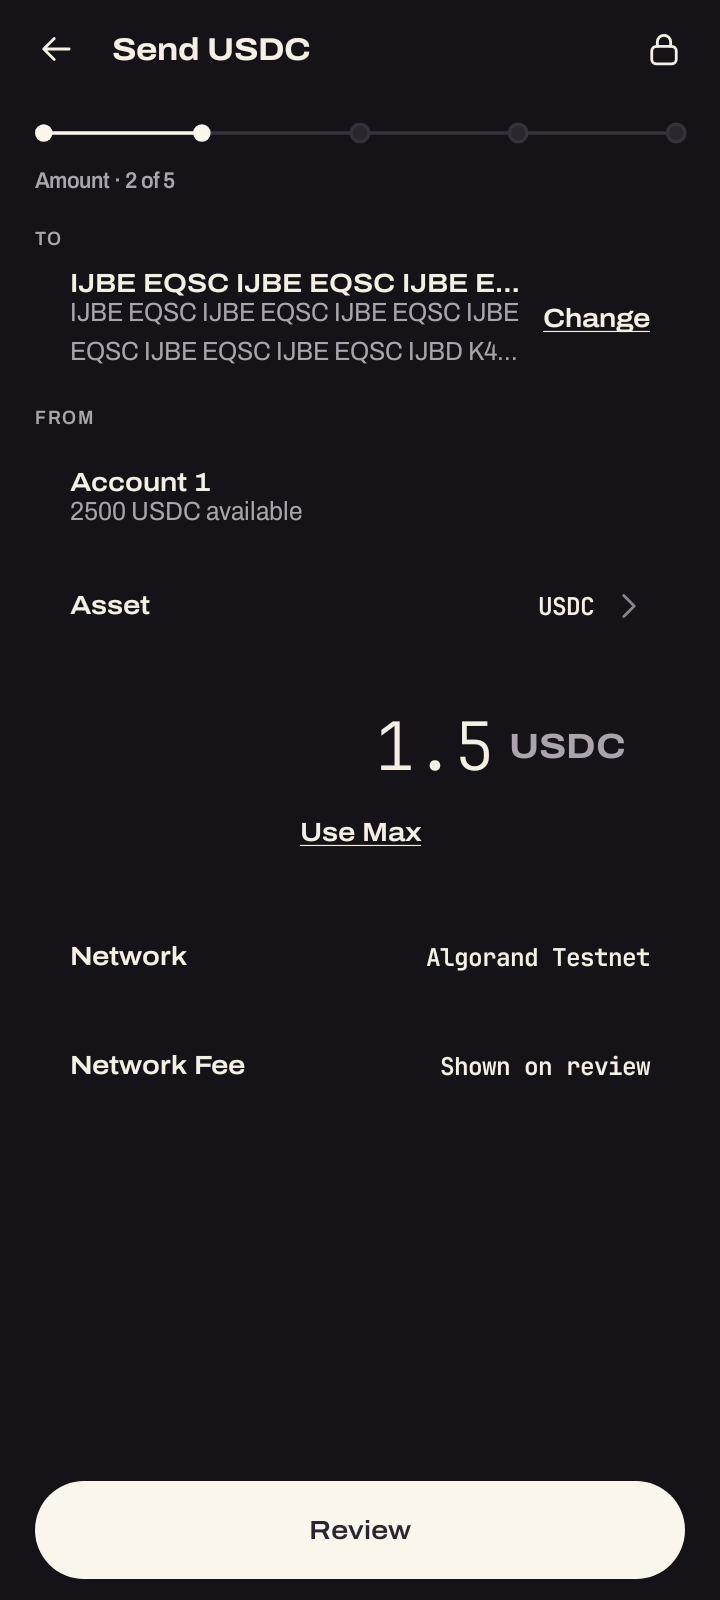 Send USDC
Amount · 2 of 5
TO
IJBE EQSC IJBE EQSC IJBE E...
IJBE EQSC IJBE EQSC IJBE EQSC IJBE
EQSC IJBE EQSC IJBE EQSC IJBD K4...
Change
FROM
Account 1
2500 USDC available
Asset USDC
1.5 USDC
Use Max
Network Algorand Testnet
Network Fee Shown on review
Review